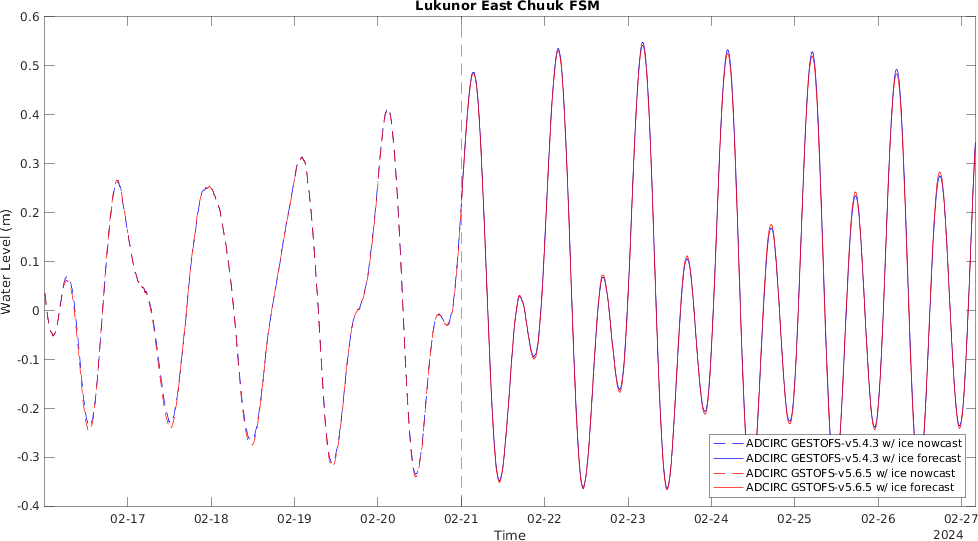 Lukunor East Chuuk FSM
0.6
0.5
0.4
0.3
0.2
0.1
0
-0.1
-0.2
-0.3
-0.4
Water Level (m)
ADCIRC GESTOFS-v5.4.3 w/ ice nowcast
ADCIRC GESTOFS-v5.4.3 w/ ice forecast
ADCIRC GSTOFS-v5.6.5 w/ ice nowcast
ADCIRC GSTOFS-v5.6.5 w/ ice forecast
02-17 02-18 02-19 02-20 02-21 02-22 02-23 02-24 02-25 02-26 02-27
Time
2024